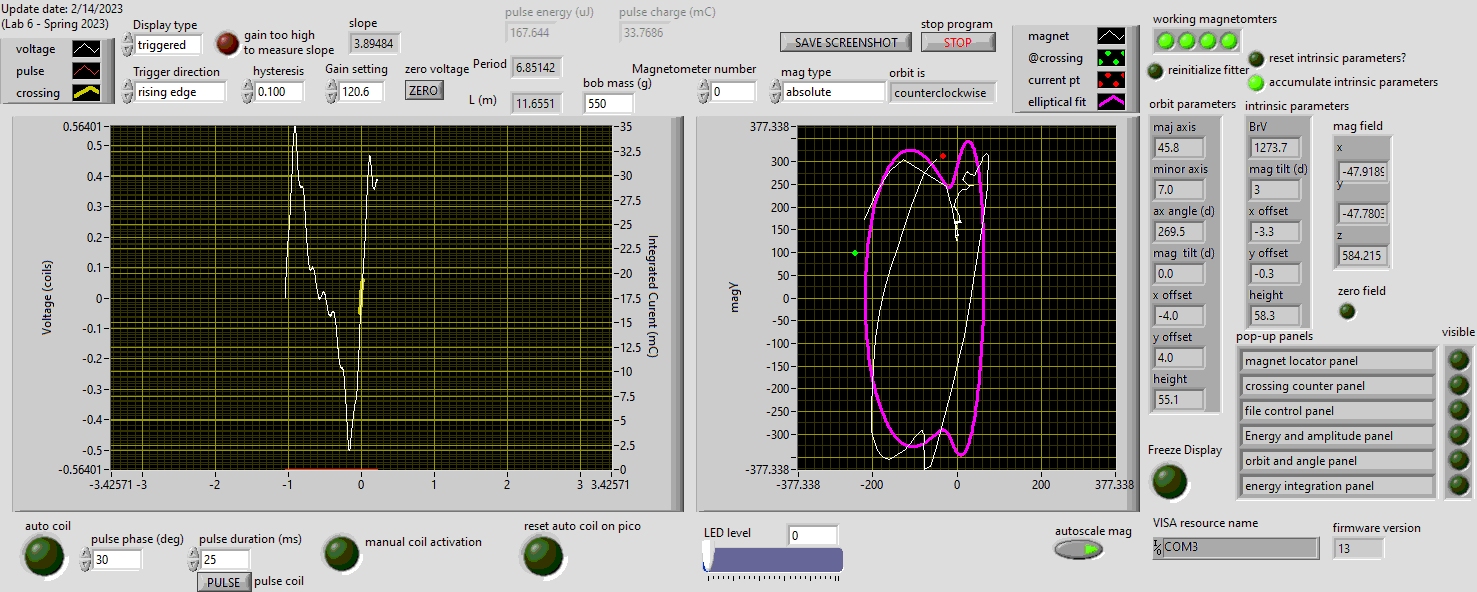 Update date: 2/14/2023
(Lab 6 - Spring 2023)
voltage
pulse
crossing
Display type
triggered
gain too high
to measure slope
slope
3.89484
Trigger direction
rising edge
hysteresis
0.100
Gain setting
120.6
zero voltage
ZERO
pulse energy (uJ)
167.644
pulse charge (mC)
33.7686
Period
6.85142
L (m)
11.6551
bob mass (g)
550
SAVE SCREENSHOT
stop program
STOP
Magnetometer number
0
mag type
absolute
orbit is
counterclockwise
magnet
@crossing
current pt
elliptical fit
working magnetomters
reinitialize fitter
reset intrinsic parameters?
accumulate intrinsic parameters
0.56401
0.5
0.4
0.3
0.2
0.1
0
-0.1
-0.2
-0.3
-0.4
-0.5
-0.56401
Voltage (coils)
-3.42571
-3
-2
-1
0
1
2
3
3.42571
35
32.5
30
27.5
25
22.5
20
17.5
15
12.5
10
7.5
5
2.5
0
Integrated Current (mC)
377.338
300
250
200
150
100
50
0
-50
-100
-150
-200
-250
-300
-377.338
magY
-377.338
-200
0
200
377.338
orbit parameters
maj axis
45.8
minor axis
7.0
ax angle (d)
269.5
mag tilt (d)
0.0
x offset
-4.0
y offset
4.0
height
55.1
intrinsic parameters
BrV
1273.7
mag tilt (d)
3
x offset
-3.3
y offset
-0.3
height
58.3
mag field
x
-47.9189
y
-47.7803
z
584.215
zero field
pop-up panels
visible
magnet locator panel
crossing counter panel
file control panel
Energy and amplitude panel
orbit and angle panel
energy integration panel
Freeze Display
auto coil
pulse phase (deg)
30
pulse duration (ms)
25
PULSE
pulse coil
manual coil activation
reset auto coil on pico
LED level
0
autoscale mag
VISA resource name
COM3
firmware version
13